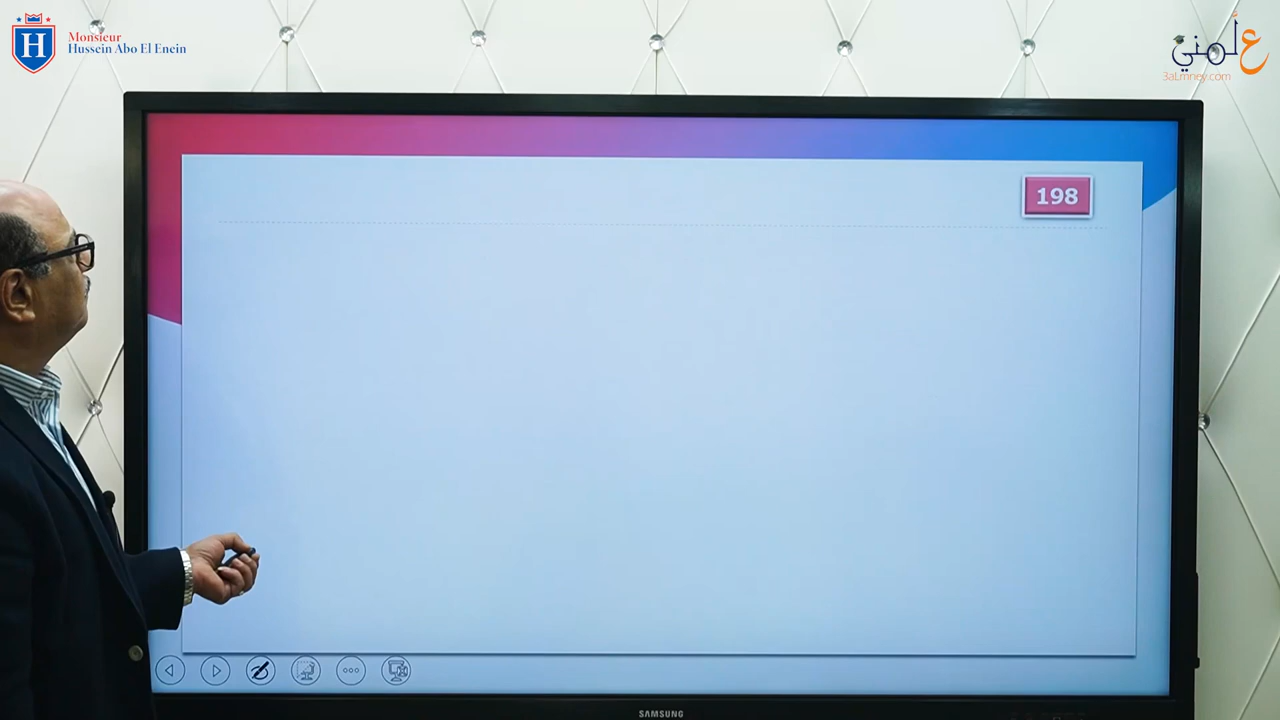 Monsieur
Hussein Abo El Enein
H
علمني
3aLmney.com
198
SAMSUNG